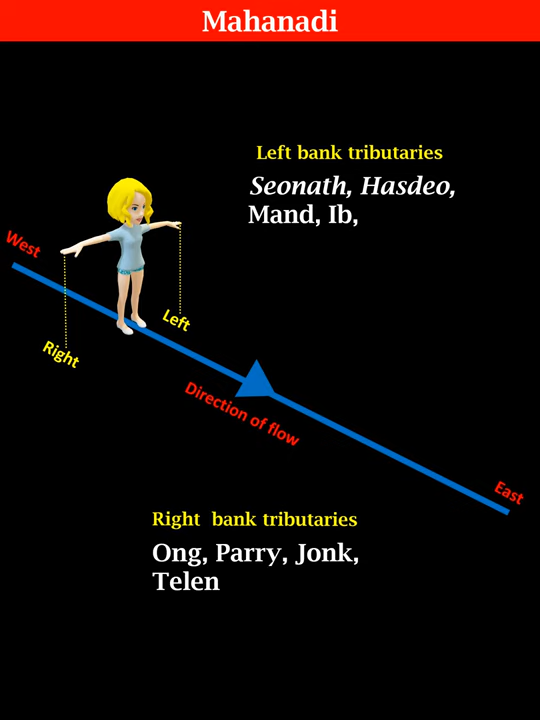 Mahanadi
Left bank tributaries
Seonath, Hasdeo,
Mand, Ib,
West
Left
Right
Direction of flow
East
Right bank tributaries
Ong, Parry, Jonk,
Telen